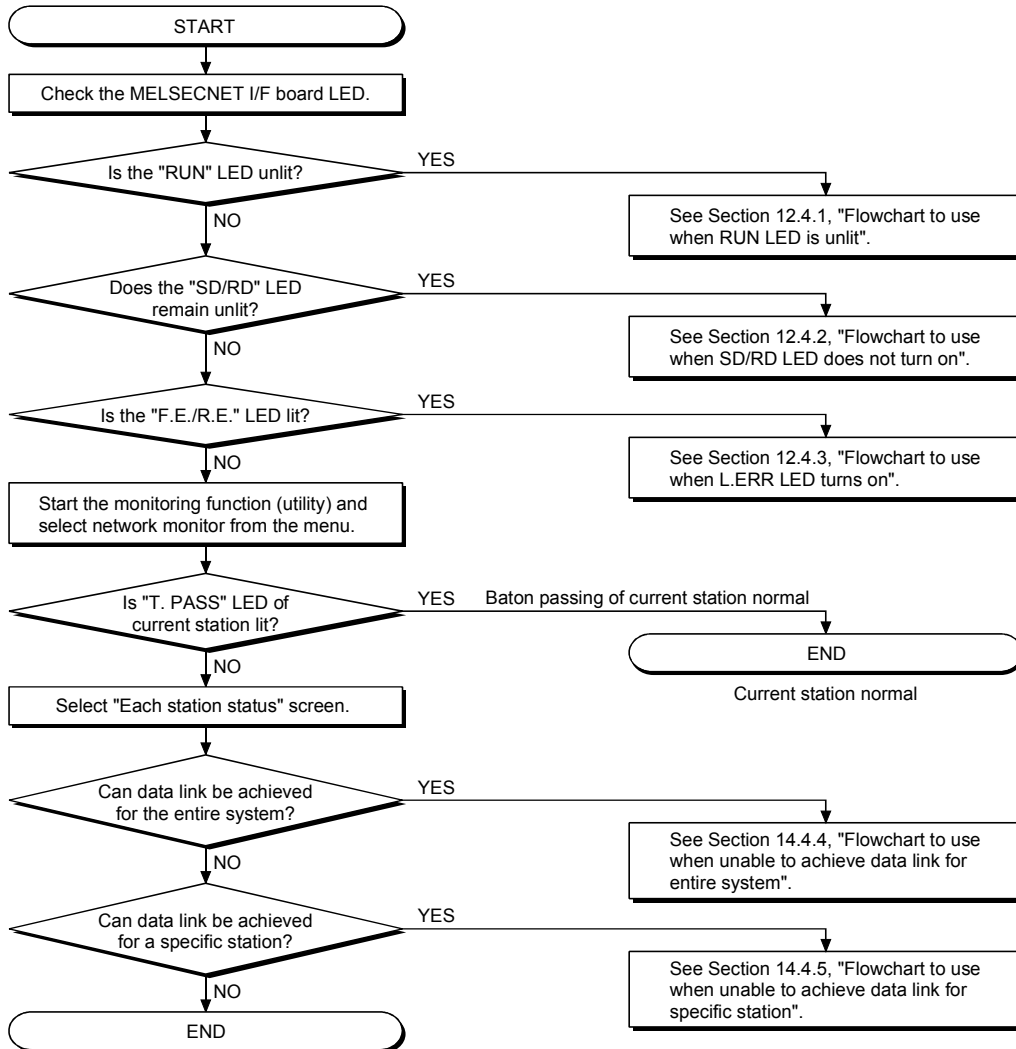 START
Check the MELSECNET I/F board LED.
Is the "RUN" LED unlit?
YES
See Section 12.4.1, "Flowchart to use
when RUN LED is unlit".
NO
Does the "SD/RD" LED
remain unlit?
YES
See Section 12.4.2, "Flowchart to use
when SD/RD LED does not turn on".
NO
Is the "F.E./R.E." LED lit?
YES
See Section 12.4.3, "Flowchart to use
when L.ERR LED turns on".
NO
Start the monitoring function (utility) and
select network monitor from the menu.
Is "T. PASS" LED of
current station lit?
YES
Baton passing of current station normal
END
Current station normal
NO
Select "Each station status" screen.
Can data link be achieved
for the entire system?
YES
See Section 14.4.4, "Flowchart to use
when unable to achieve data link for
entire system".
NO
Can data link be achieved
for a specific station?
YES
See Section 14.4.5, "Flowchart to use
when unable to achieve data link for
specific station".
NO
END